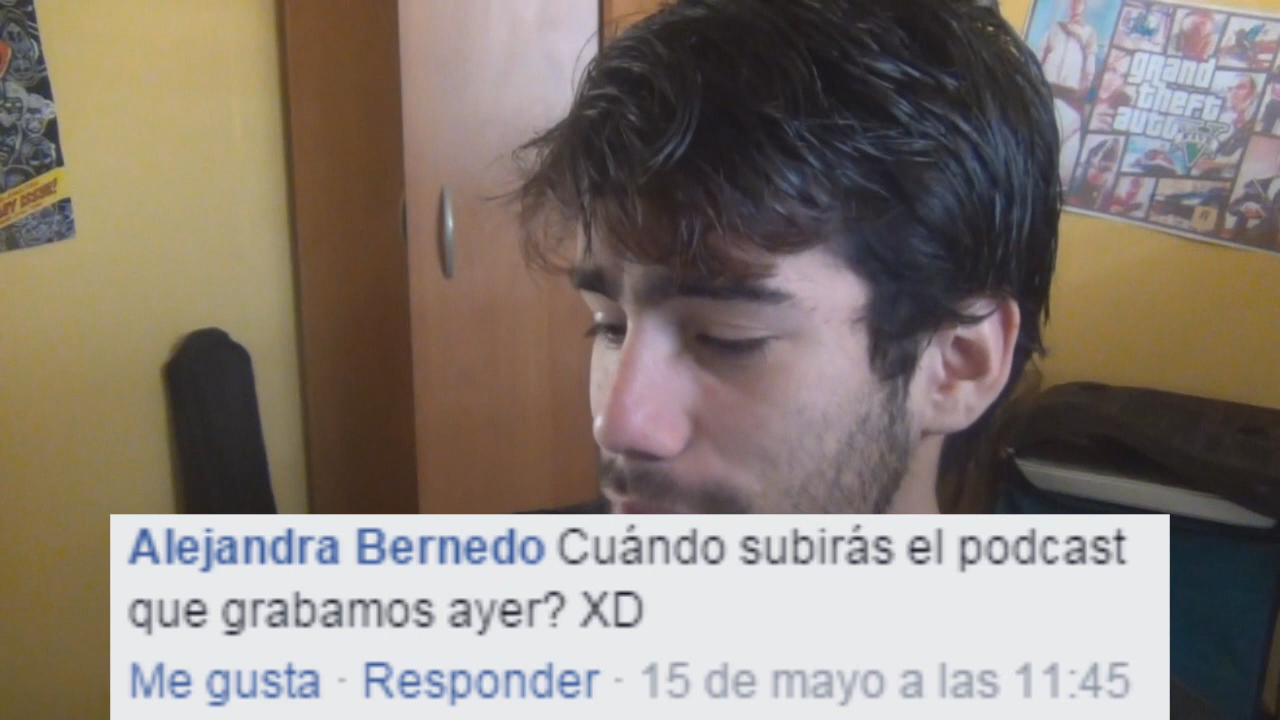 grand
theft
auto
Alejandra Bernedo Cuándo subirás el podcast
que grabamos ayer? XD
Me gusta · Responder · 15 de mayo a las 11:45